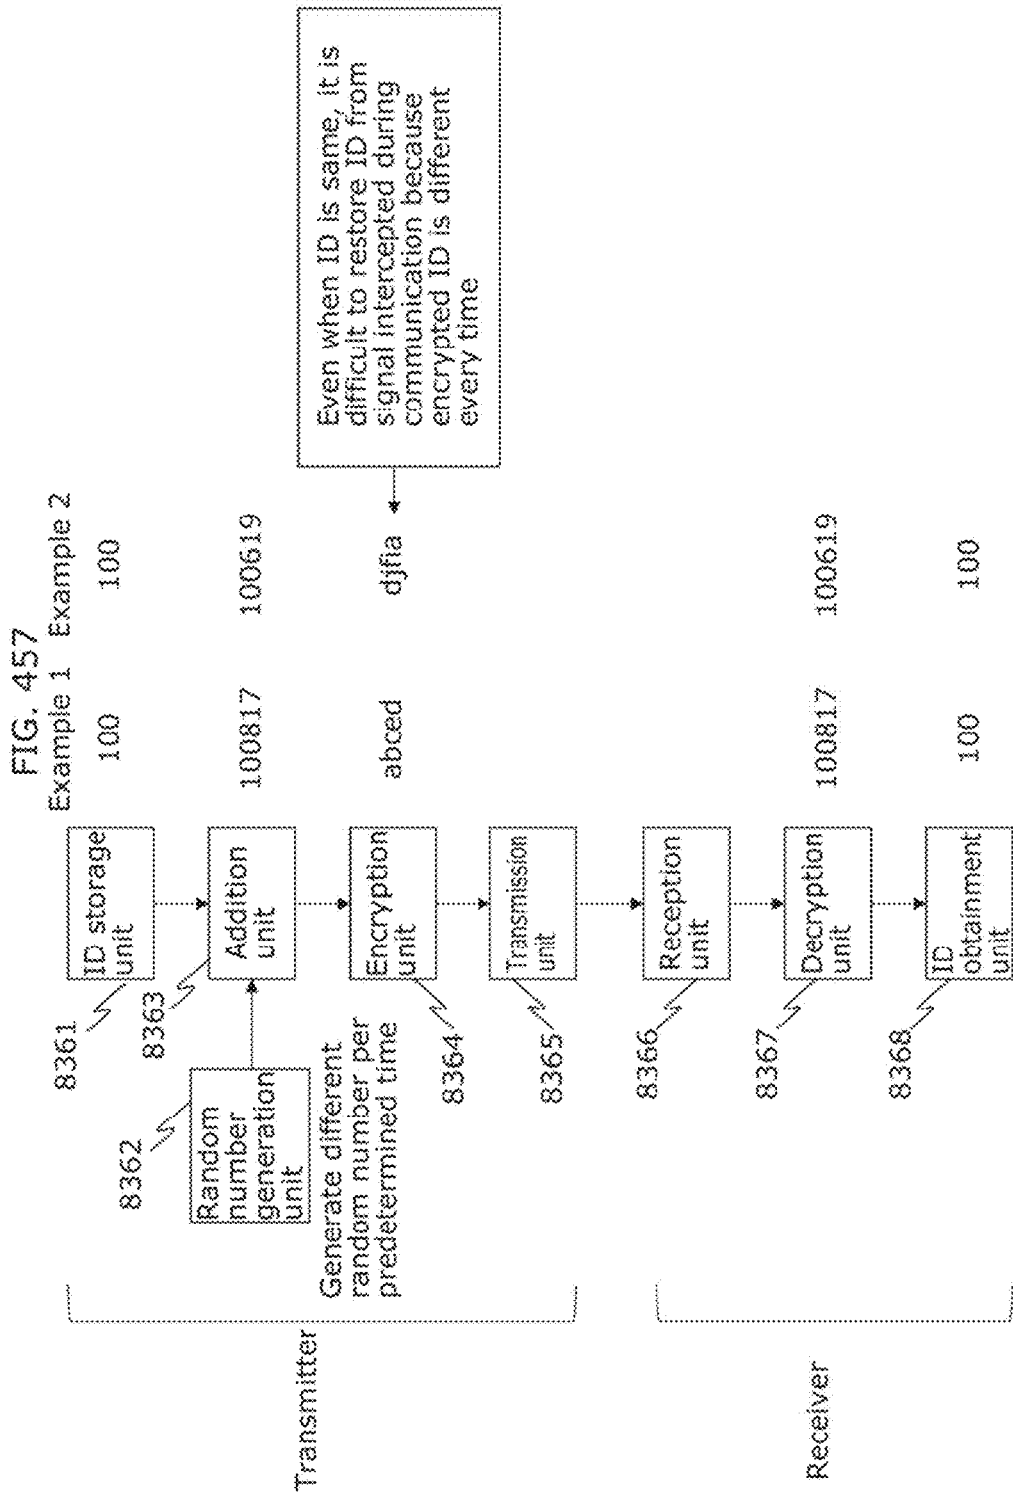 FIG. 457
Example 1 Example 2
8361
ID storage
unit
100 100
8362
Random
number
generation
unit
Generate different
random number per
predetermined time
8363
Addition
unit
100817 100619
8364
Encryption
unit
abced djfia
Even when ID is same, it is
difficult to restore ID from
signal intercepted during
communication because
encrypted ID is different
every time
8365
Transmission
unit
Transmitter
8366
Reception
unit
8367
Decryption
unit
100817 100619
8368
ID
obtainment
unit
100 100
Receiver